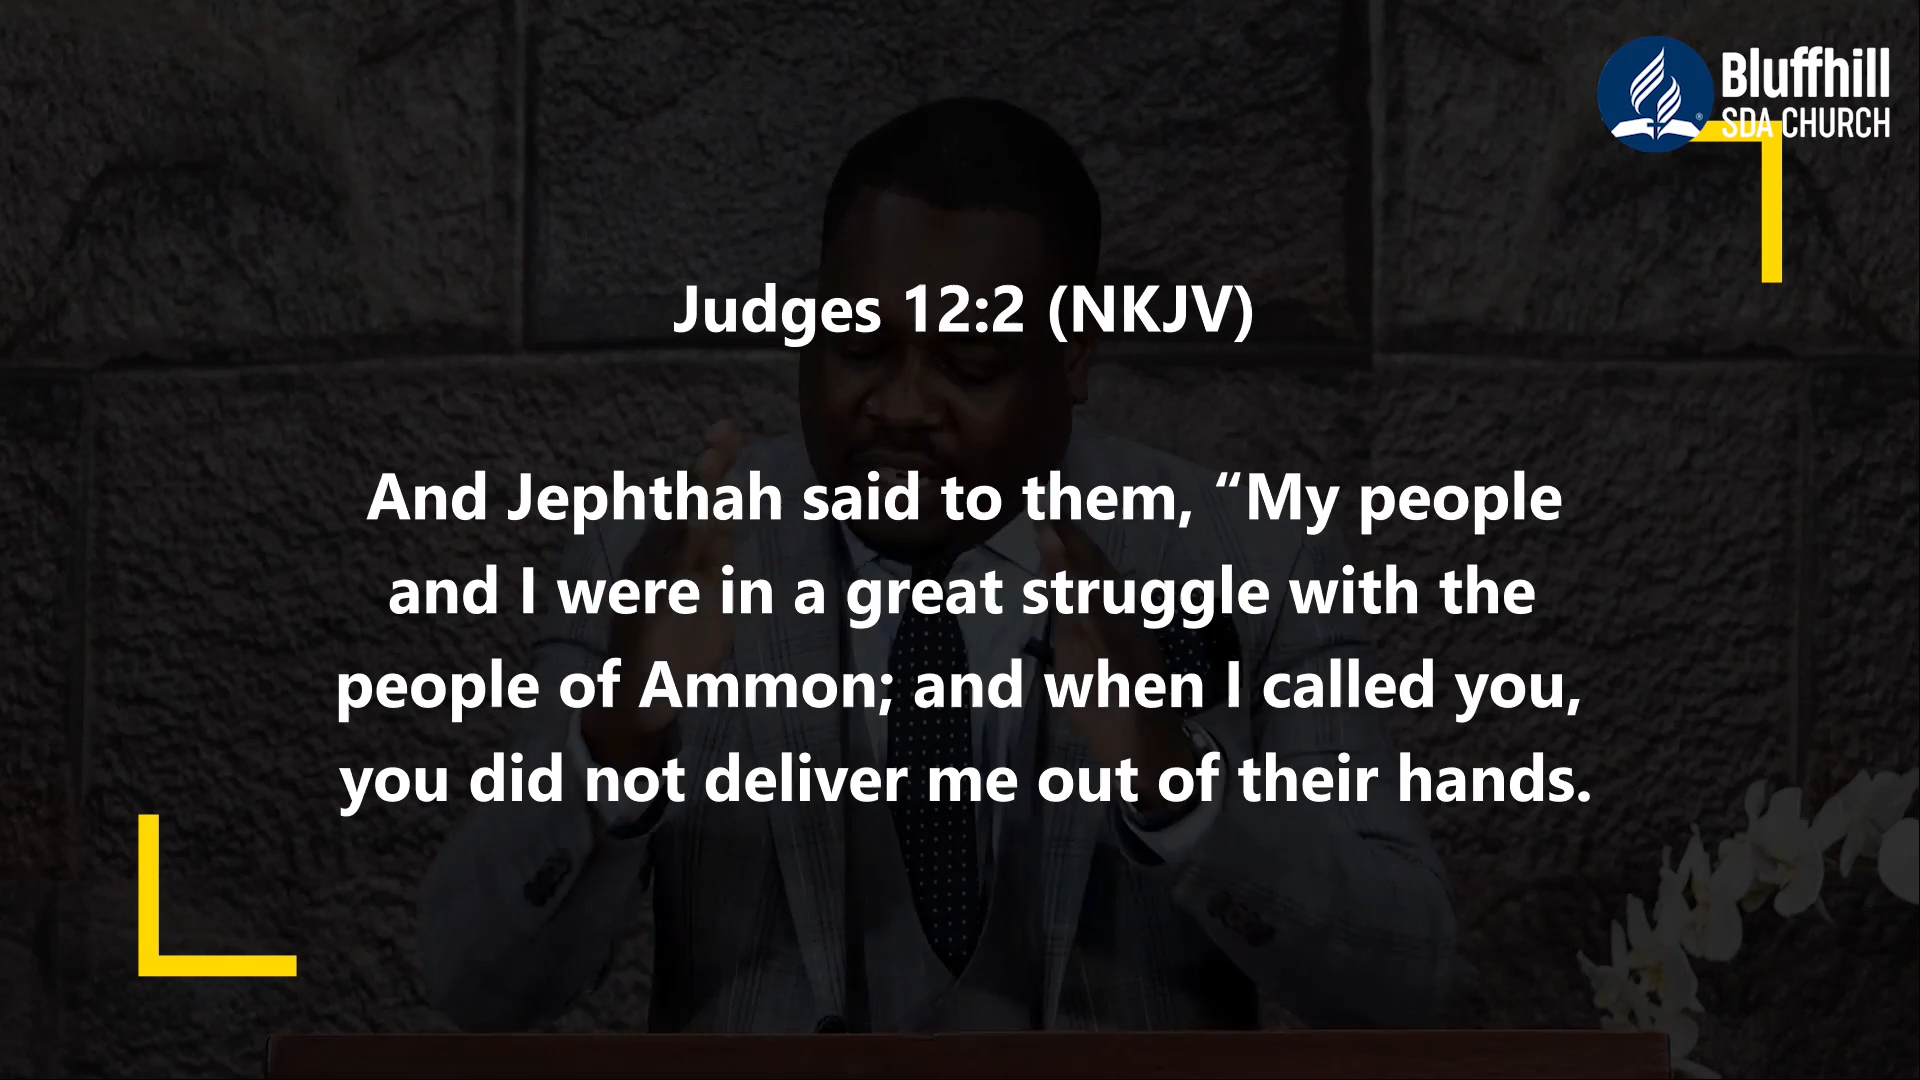 Bluffhill
SDA CHURCH
Judges 12:2 (NKJV)
And Jephthah said to them, “My people
and I were in a great struggle with the
people of Ammon; and when I called you,
you did not deliver me out of their hands.